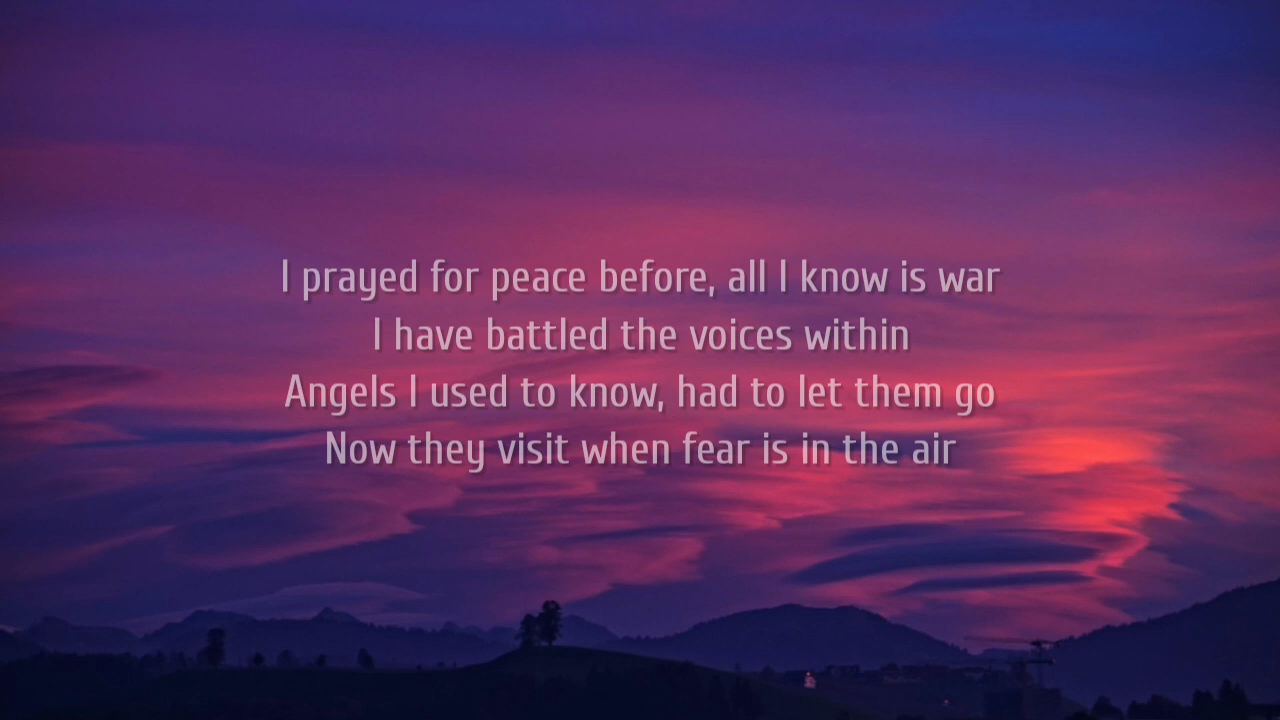 I prayed for peace before, all I know is war
I have battled the voices within
Angels I used to know, had to let them go
Now they visit when fear is in the air